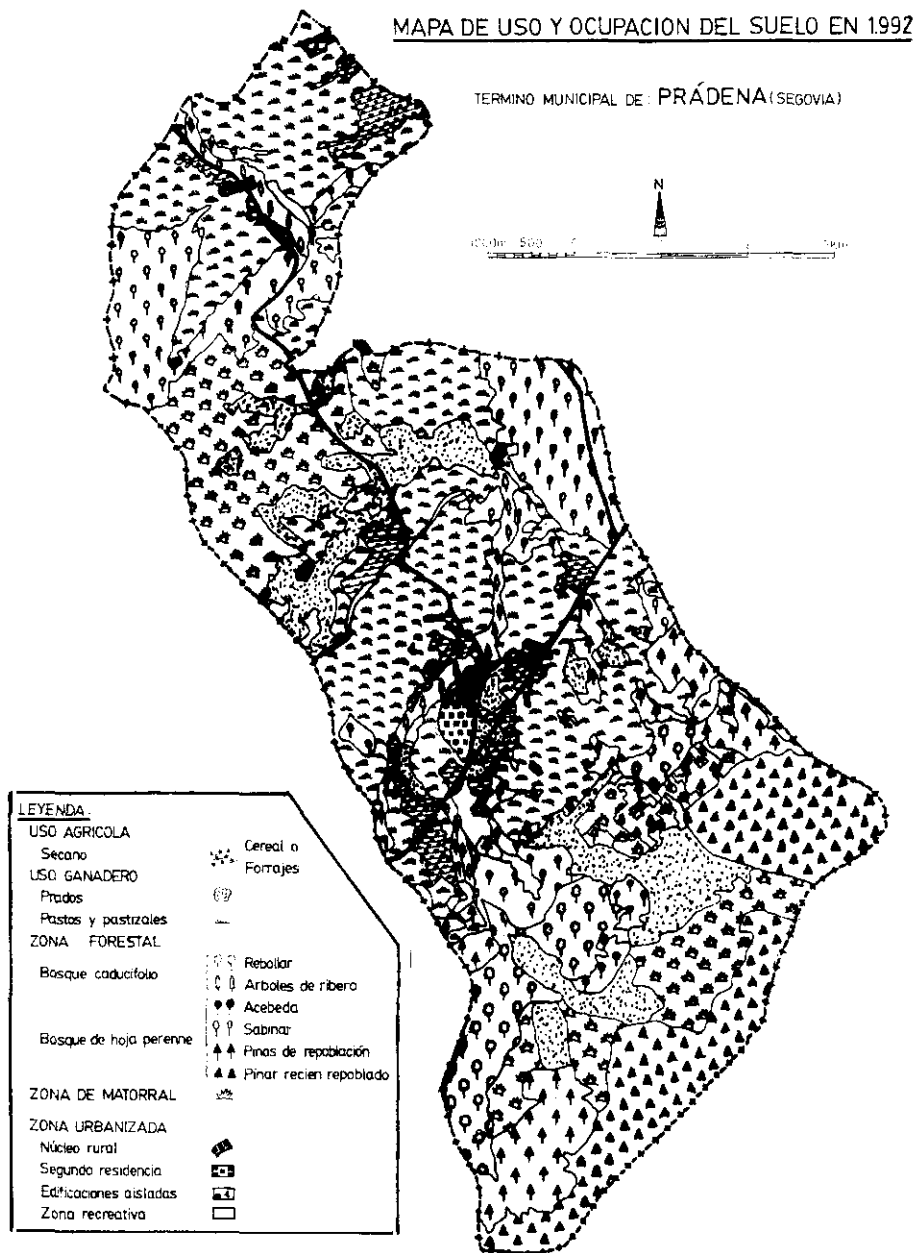 MAPA DE USO Y OCUPACION DEL SUELO EN 1.992
TERMINO MUNICIPAL DE: PRÁDENA (SEGOVIA)
N
500
LEYENDA.
USO AGRICOLA
Secano
Cereal o
Forrajes
USO GANADERO
Prados
Pastos y pastizales
ZONA FORESTAL
Bosque caducifolio
Rebollar
Arboles de ribera
Acebeda
Bosque de hoja perenne
Sabinar
Pinos de repoblación
Pinar recien repoblado
ZONA DE MATORRAL
ZONA URBANIZADA
Núcleo rural
Segunda residencia
Edificaciones aisladas
Zona recreativa